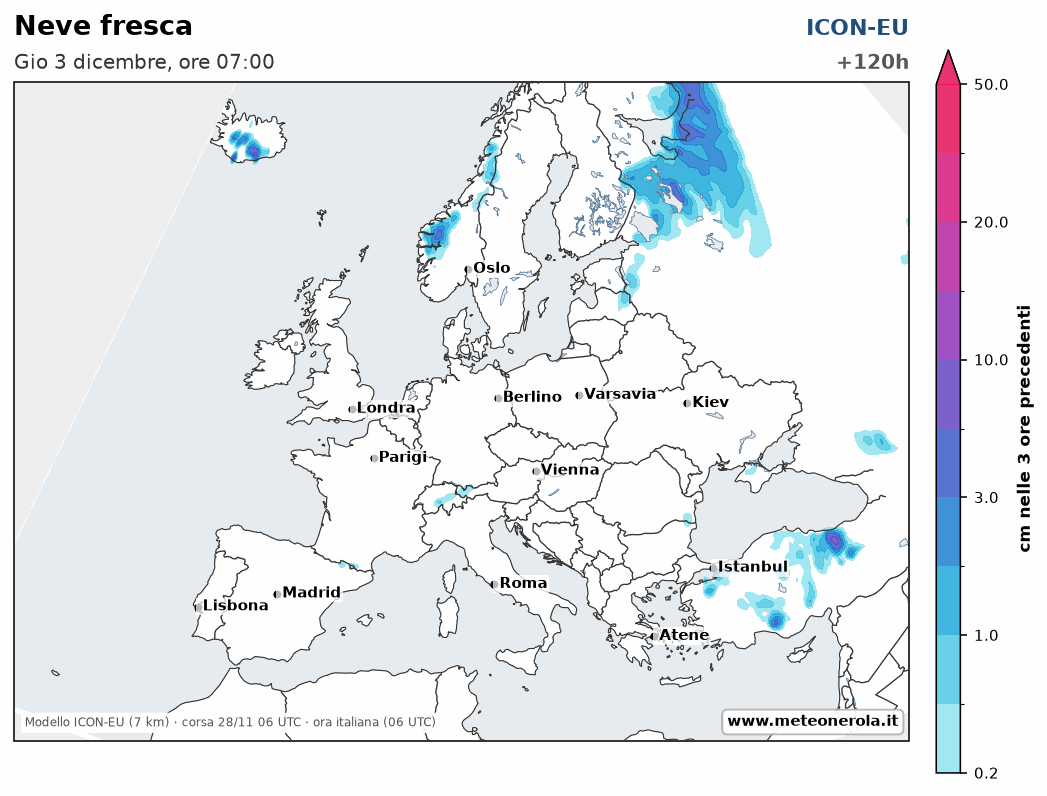 Neve fresca
ICON-EU
Gio 3 dicembre, ore 07:00
+120h
50.0
20.0
10.0
3.0
1.0
0.2
cm nelle 3 ore precedenti
Oslo
Berlino
Varsavia
Kiev
Londra
Parigi
Vienna
Istanbul
Roma
Madrid
Lisbona
Atene
Modello ICON-EU (7 km) · corsa 28/11 06 UTC · ora italiana (06 UTC)
www.meteonerola.it